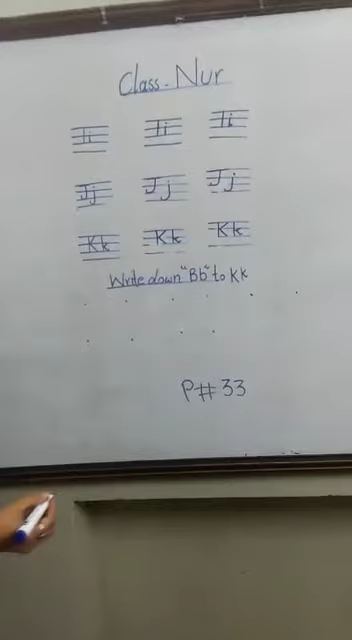 Class - Nur
Ii Ii Ii
Jj Jj Jj
Kk Kk Kk
Write down "Bb" to Kk
P#33